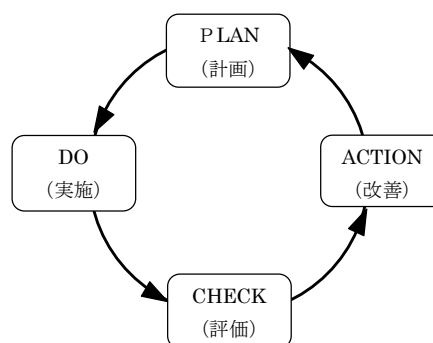 ＰLAN
（計画）
DO
（実施）
ACTION
（改善）
CHECK
（評価）